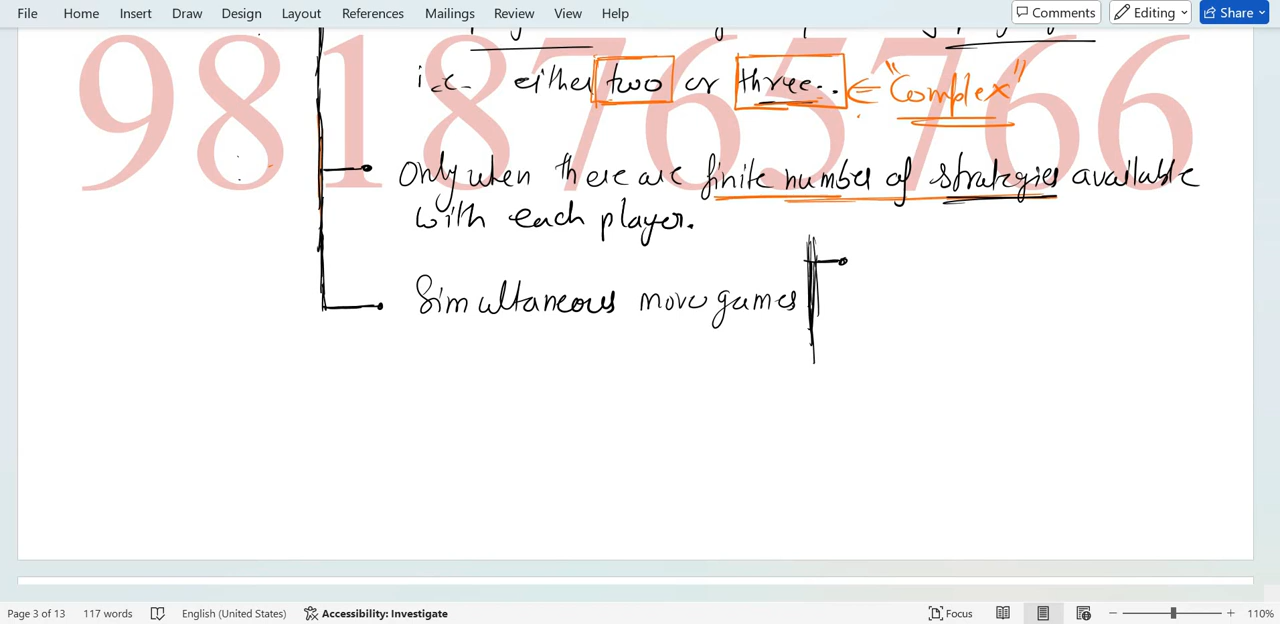 File Home Insert Draw Design Layout References Mailings Review View Help Comments Editing Share
9818765766
i.e. either two or three.. ⇐ "Complex"
Only when there are finite number of strategies available
with each player.
Simultaneous move games
Page 3 of 13 117 words English (United States) Accessibility: Investigate Focus 110%